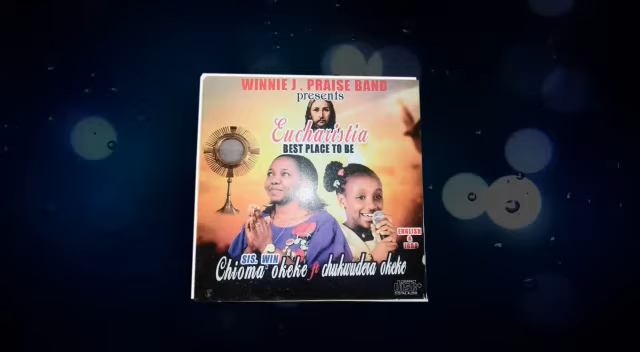 WINNIE J . PRAISE BAND
presents
Eucharistia
BEST PLACE TO BE
ENGLISH
&
IGBO
SIS. WIN
Chioma okeke ft chukwudera okeke